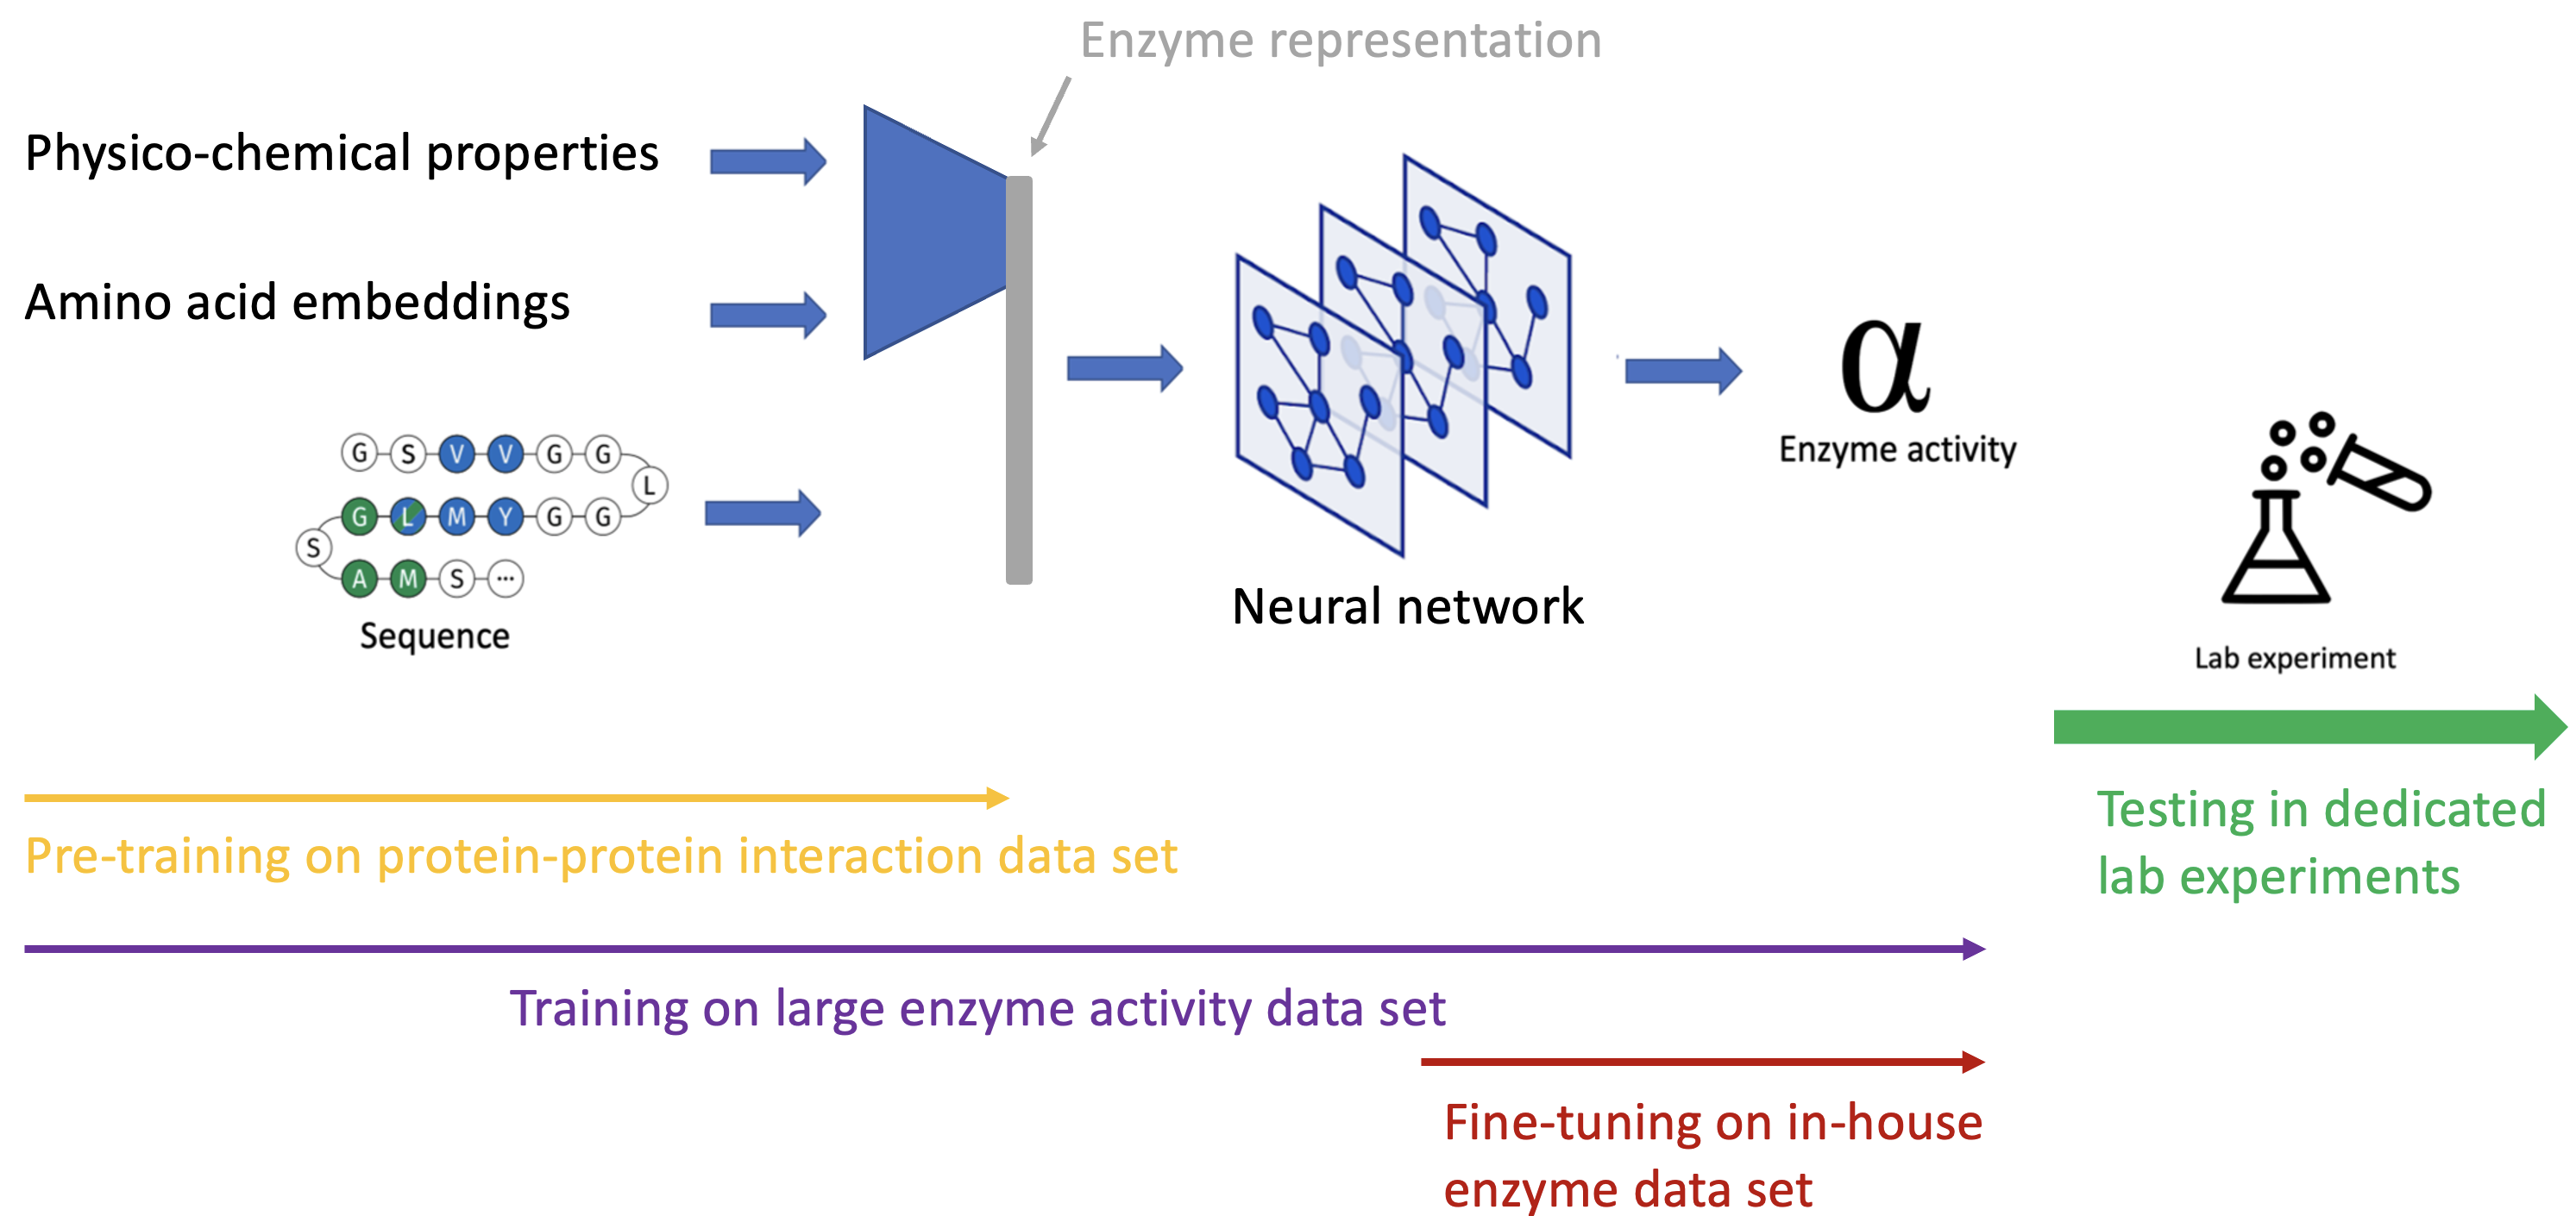 Enzyme representation
Physico-chemical properties
Amino acid embeddings
G S V V G G
L
G L M Y G G
S
A M S ...
Sequence
Neural network
α
Enzyme activity
Lab experiment
Testing in dedicated
lab experiments
Pre-training on protein-protein interaction data set
Training on large enzyme activity data set
Fine-tuning on in-house
enzyme data set